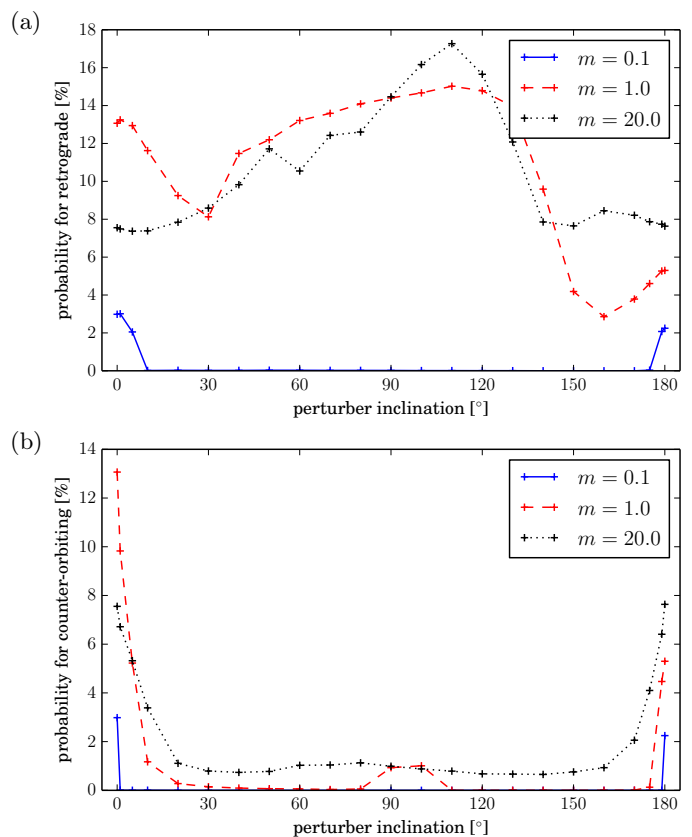 (a)
probability for retrograde [%]
18
16
14
12
10
8
6
4
2
0
m = 0.1
m = 1.0
m = 20.0
0 30 60 90 120 150 180
perturber inclination [°]
(b)
probability for counter-orbiting [%]
14
12
10
8
6
4
2
0
m = 0.1
m = 1.0
m = 20.0
0 30 60 90 120 150 180
perturber inclination [°]